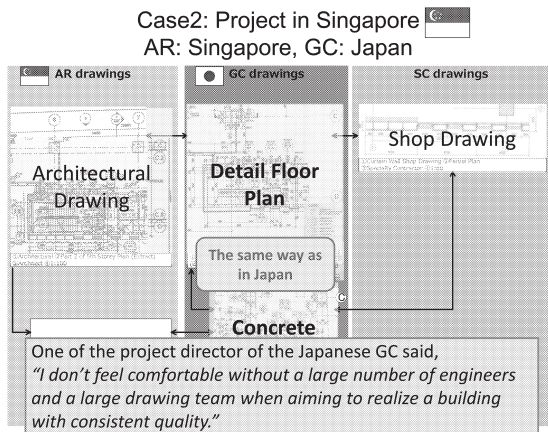 Case2: Project in Singapore
AR: Singapore, GC: Japan
AR drawings
GC drawings
SC drawings
Architectural
Drawing
Detail Floor
Plan
Shop Drawing
The same way as
in Japan
Concrete
One of the project director of the Japanese GC said,
“I don’t feel comfortable without a large number of engineers
and a large drawing team when aiming to realize a building
with consistent quality.”